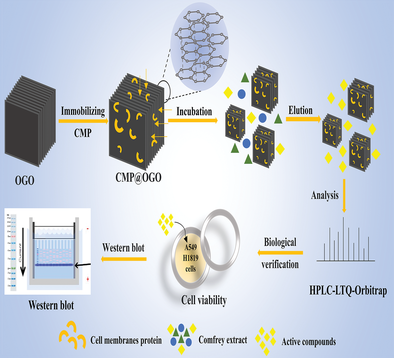 Immobilizing
CMP
Incubation
Elution
OGO
CMP@OGO
Analysis
A549
H1819
cells
Western blot
Biological
verification
HPLC-LTQ-Orbitrap
Western blot
Cell viability
Cell membranes protein
Comfrey extract
Active compounds